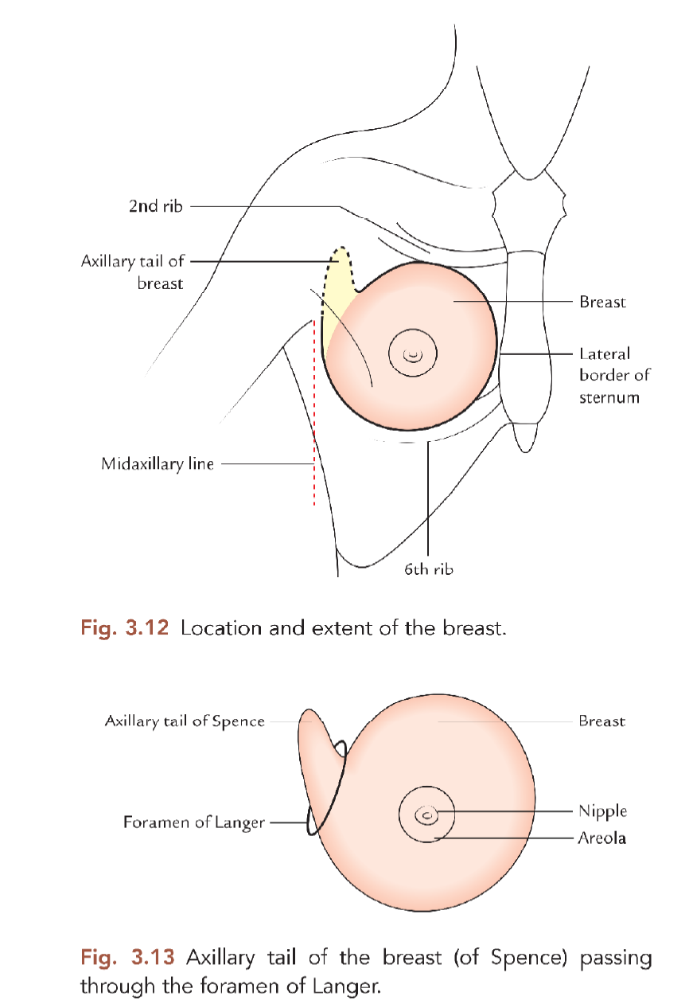 2nd rib
Axillary tail of
breast
Breast
Lateral
border of
sternum
Midaxillary line
6th rib
Fig. 3.12 Location and extent of the breast.
Axillary tail of Spence
Breast
Foramen of Langer
Nipple
Areola
Fig. 3.13 Axillary tail of the breast (of Spence) passing
through the foramen of Langer.